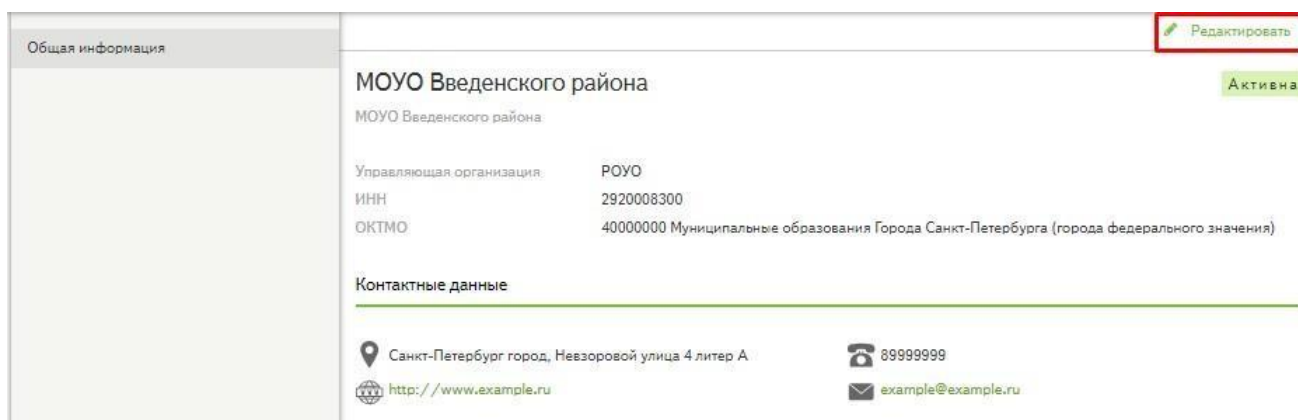 Редактировать
Общая информация
МОУО Введенского района
Активна
МОУО Введенского района
Управляющая организация РОУО
ИНН 2920008300
ОКТМО 40000000 Муниципальные образования Города Санкт-Петербурга (города федерального значения)
Контактные данные
Санкт-Петербург город, Невзоровой улица 4 литер А 89999999
http://www.example.ru example@example.ru